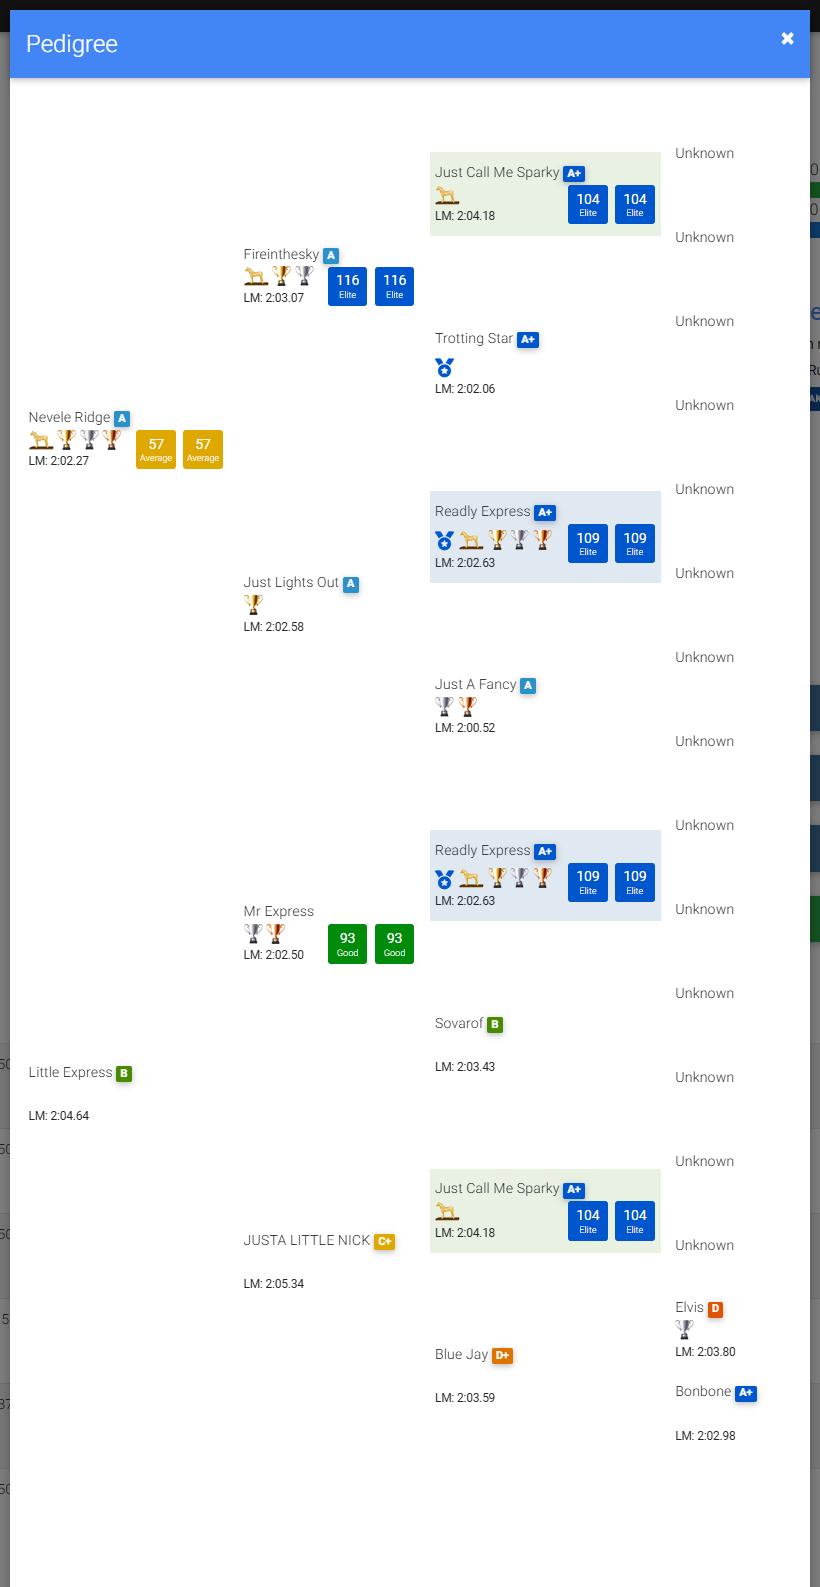 Pedigree
Unknown
Just Call Me Sparky A+
104 Elite 104 Elite
LM: 2:04.18
Unknown
Fireinthesky A
116 Elite 116 Elite
LM: 2:03.07
Unknown
Trotting Star A+
LM: 2:02.06
Unknown
Nevele Ridge A
57 Average 57 Average
LM: 2:02.27
Unknown
Readly Express A+
109 Elite 109 Elite
LM: 2:02.63
Unknown
Just Lights Out A
LM: 2:02.58
Unknown
Just A Fancy A
LM: 2:00.52
Unknown
Unknown
Readly Express A+
109 Elite 109 Elite
LM: 2:02.63
Unknown
Mr Express
93 Good 93 Good
LM: 2:02.50
Unknown
Sovarof B
LM: 2:03.43
Little Express B
LM: 2:04.64
Unknown
Unknown
Just Call Me Sparky A+
104 Elite 104 Elite
LM: 2:04.18
JUSTA LITTLE NICK C+
LM: 2:05.34
Unknown
Elvis D
LM: 2:03.80
Blue Jay D+
LM: 2:03.59
Bonbone A+
LM: 2:02.98